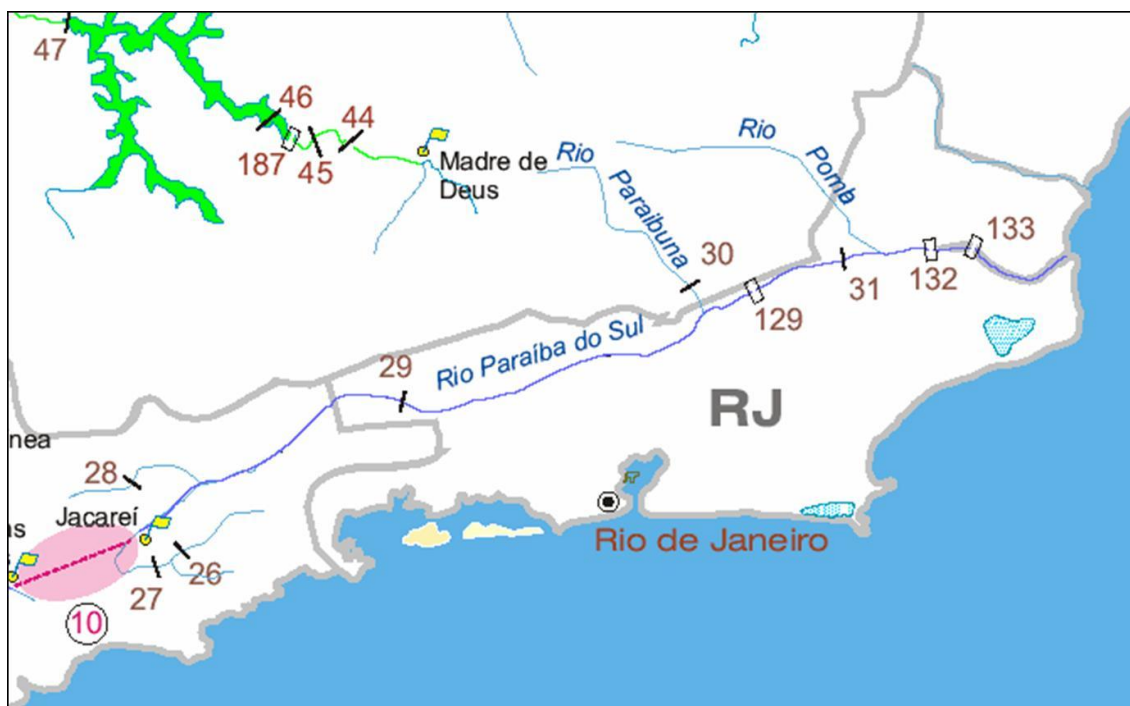 47
46
44
187
45
Madre de
Deus
Rio
Paraibuna
Rio
Pomba
30
133
132
31
129
29
Rio Paraíba do Sul
RJ
nea
28
Jacareí
as
26
27
10
Rio de Janeiro